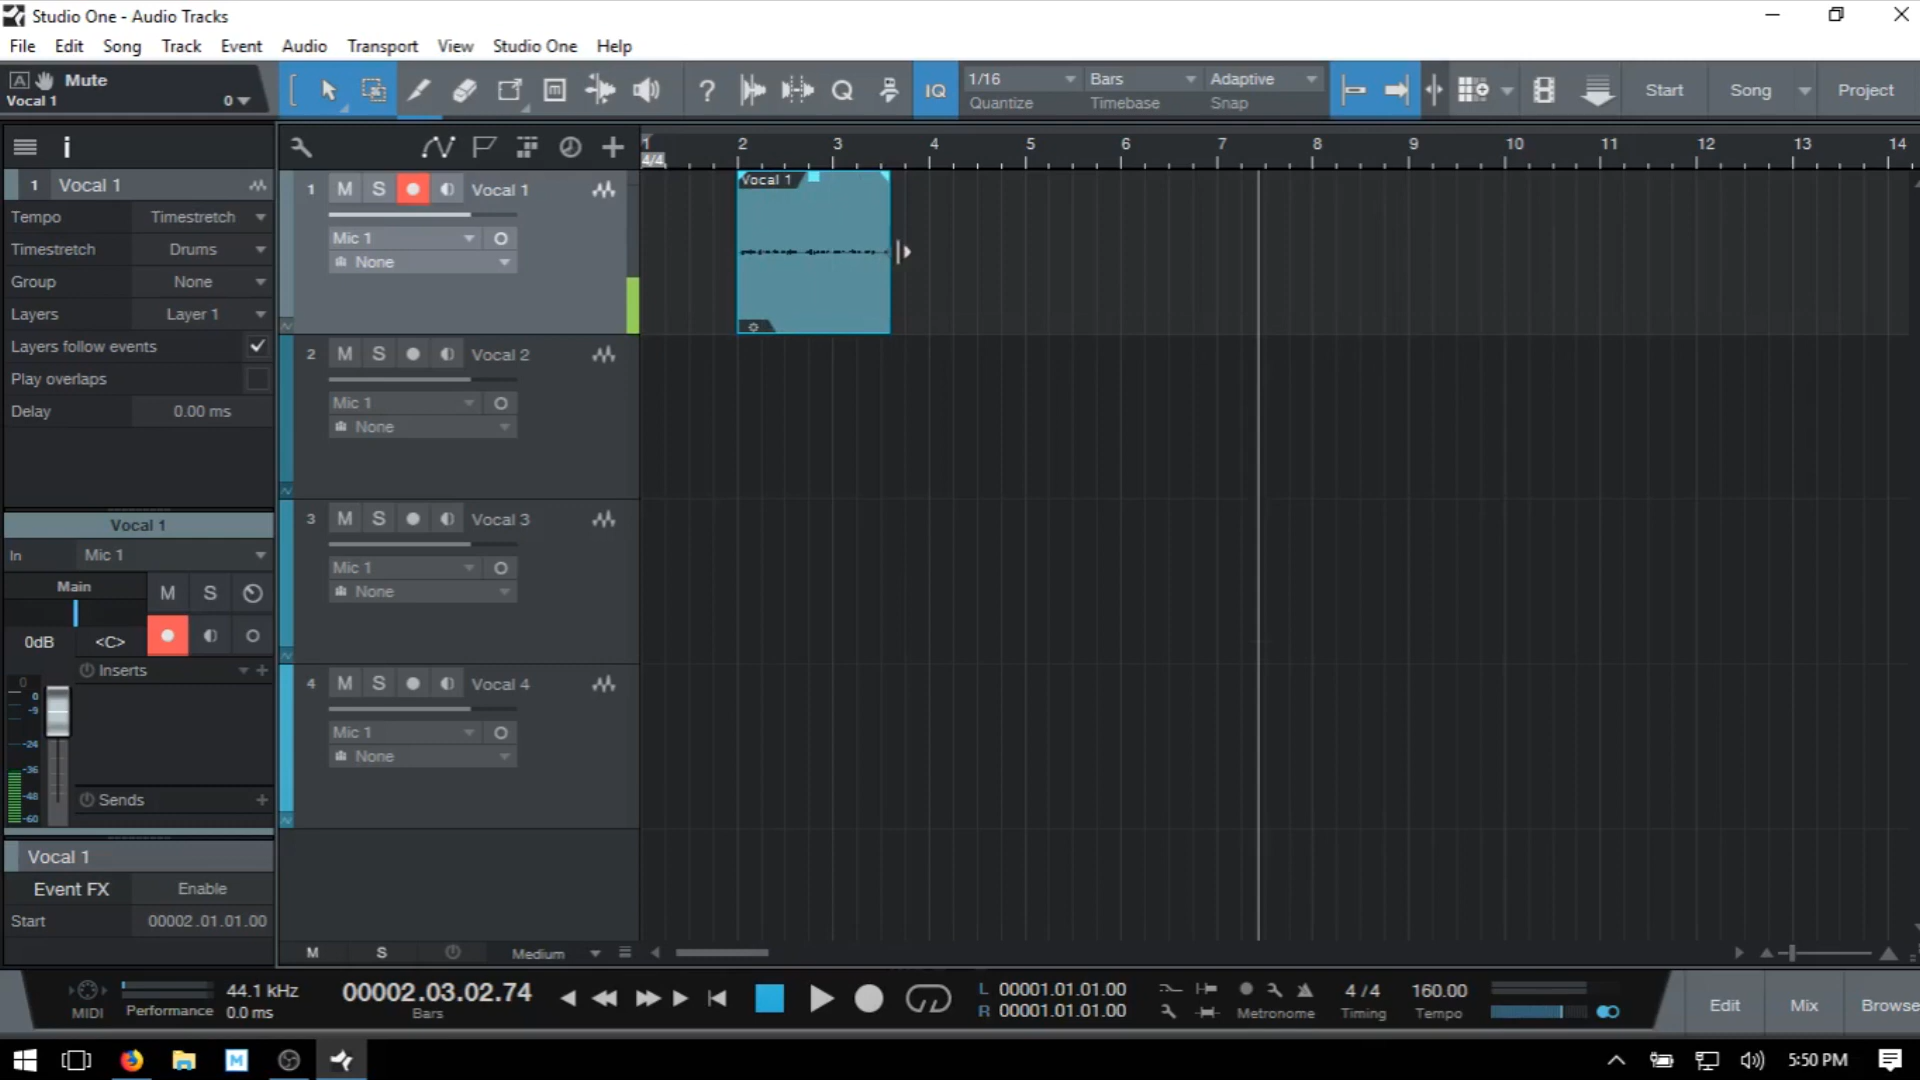 Studio One - Audio Tracks
File Edit Song Track Event Audio Transport View Studio One Help
A Mute
Vocal 1 0
? Q IQ 1/16 Bars Adaptive Start Song Project
Quantize Timebase Snap
i 1 2 3 4 5 6 7 8 9 10 11 12 13 14
4/4
1 Vocal 1
Tempo Timestretch
Timestretch Drums
Group None
Layers Layer 1
Layers follow events
Play overlaps
Delay 0.00 ms
Vocal 1
In Mic 1
Main M S
0dB <C>
Inserts
0
0
-9
-24
-36
-48
-60
Sends
Vocal 1
Event FX Enable
Start 00002.01.01.00
1 M S Vocal 1
Mic 1
None
2 M S Vocal 2
Mic 1
None
3 M S Vocal 3
Mic 1
None
4 M S Vocal 4
Mic 1
None
Vocal 1
M S Medium
MIDI Performance 44.1 kHz 0.0 ms
00002.03.02.74
Bars
L 00001.01.01.00
R 00001.01.01.00
Metronome
4 / 4
Timing
160.00
Tempo
Edit Mix Browse
M 5:50 PM